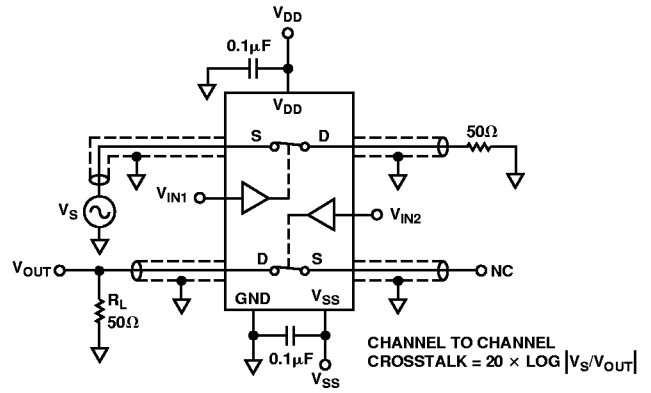 VDD
0.1µF
VDD
S D
50Ω
VIN1
VS
VIN2
VOUT
D S
NC
RL
50Ω
GND VSS
0.1µF
VSS
CHANNEL TO CHANNEL
CROSSTALK = 20 × LOG |VS/VOUT|